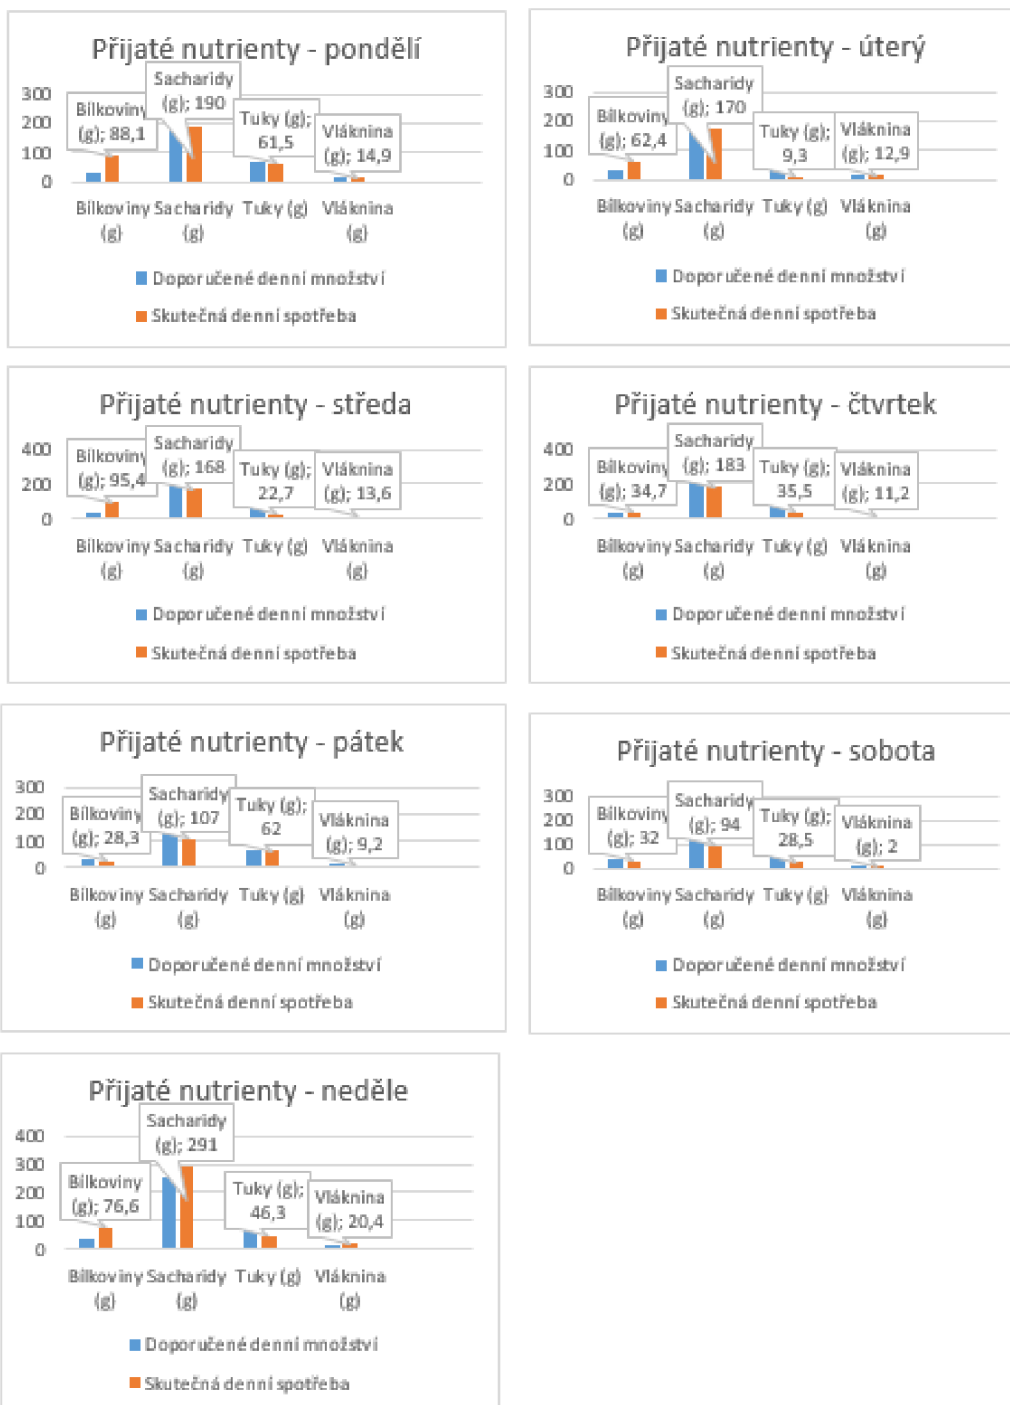 Přijaté nutrienty - pondělí
300
200
100
0
Bílkoviny
(g); 88,1
Sacharidy
(g); 190
Tuky (g);
61,5
Vláknina
(g); 14,9
Bílkoviny Sacharidy Tuky (g) Vláknina
(g) (g) (g)
Doporučené denní množství
Skutečná denní spotřeba
Přijaté nutrienty - úterý
300
200
100
0
Bílkoviny
(g); 62,4
Sacharidy
(g); 170
Tuky (g);
9,3
Vláknina
(g); 12,9
Bílkoviny Sacharidy Tuky (g) Vláknina
(g) (g) (g)
Doporučené denní množství
Skutečná denní spotřeba
Přijaté nutrienty - středa
400
200
0
Bílkoviny
(g); 95,4
Sacharidy
(g); 168
Tuky (g);
22,7
Vláknina
(g); 13,6
Bílkoviny Sacharidy Tuky (g) Vláknina
(g) (g) (g)
Doporučené denní množství
Skutečná denní spotřeba
Přijaté nutrienty - čtvrtek
400
200
0
Bílkoviny
(g); 34,7
Sacharidy
(g); 183
Tuky (g);
35,5
Vláknina
(g); 11,2
Bílkoviny Sacharidy Tuky (g) Vláknina
(g) (g) (g)
Doporučené denní množství
Skutečná denní spotřeba
Přijaté nutrienty - pátek
300
200
100
0
Bílkoviny
(g); 28,3
Sacharidy
(g); 107
Tuky (g);
62
Vláknina
(g); 9,2
Bílkoviny Sacharidy Tuky (g) Vláknina
(g) (g) (g)
Doporučené denní množství
Skutečná denní spotřeba
Přijaté nutrienty - sobota
300
200
100
0
Bílkoviny
(g); 32
Sacharidy
(g); 94
Tuky (g);
28,5
Vláknina
(g); 2
Bílkoviny Sacharidy Tuky (g) Vláknina
(g) (g) (g)
Doporučené denní množství
Skutečná denní spotřeba
Přijaté nutrienty - neděle
400
300
200
100
0
Bílkoviny
(g); 76,6
Sacharidy
(g); 291
Tuky (g);
46,3
Vláknina
(g); 20,4
Bílkoviny Sacharidy Tuky (g) Vláknina
(g) (g) (g)
Doporučené denní množství
Skutečná denní spotřeba